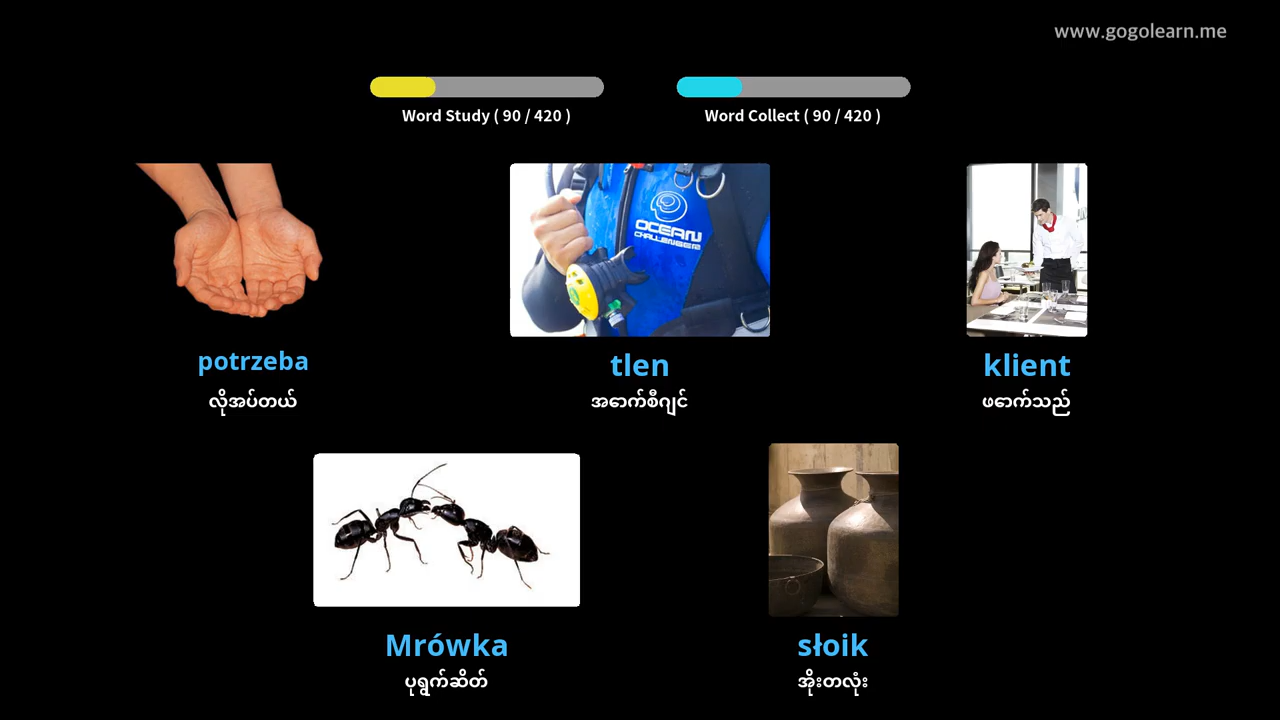 www.gogolearn.me
Word Study ( 90 / 420 )
Word Collect ( 90 / 420 )
OCEAN
CHALLENGER
potrzeba
လိုအပ်တယ်
tlen
အောက်စီဂျင်
klient
ဖောက်သည်
Mrówka
ပုရွက်ဆိတ်
słoik
အိုးတလုံး